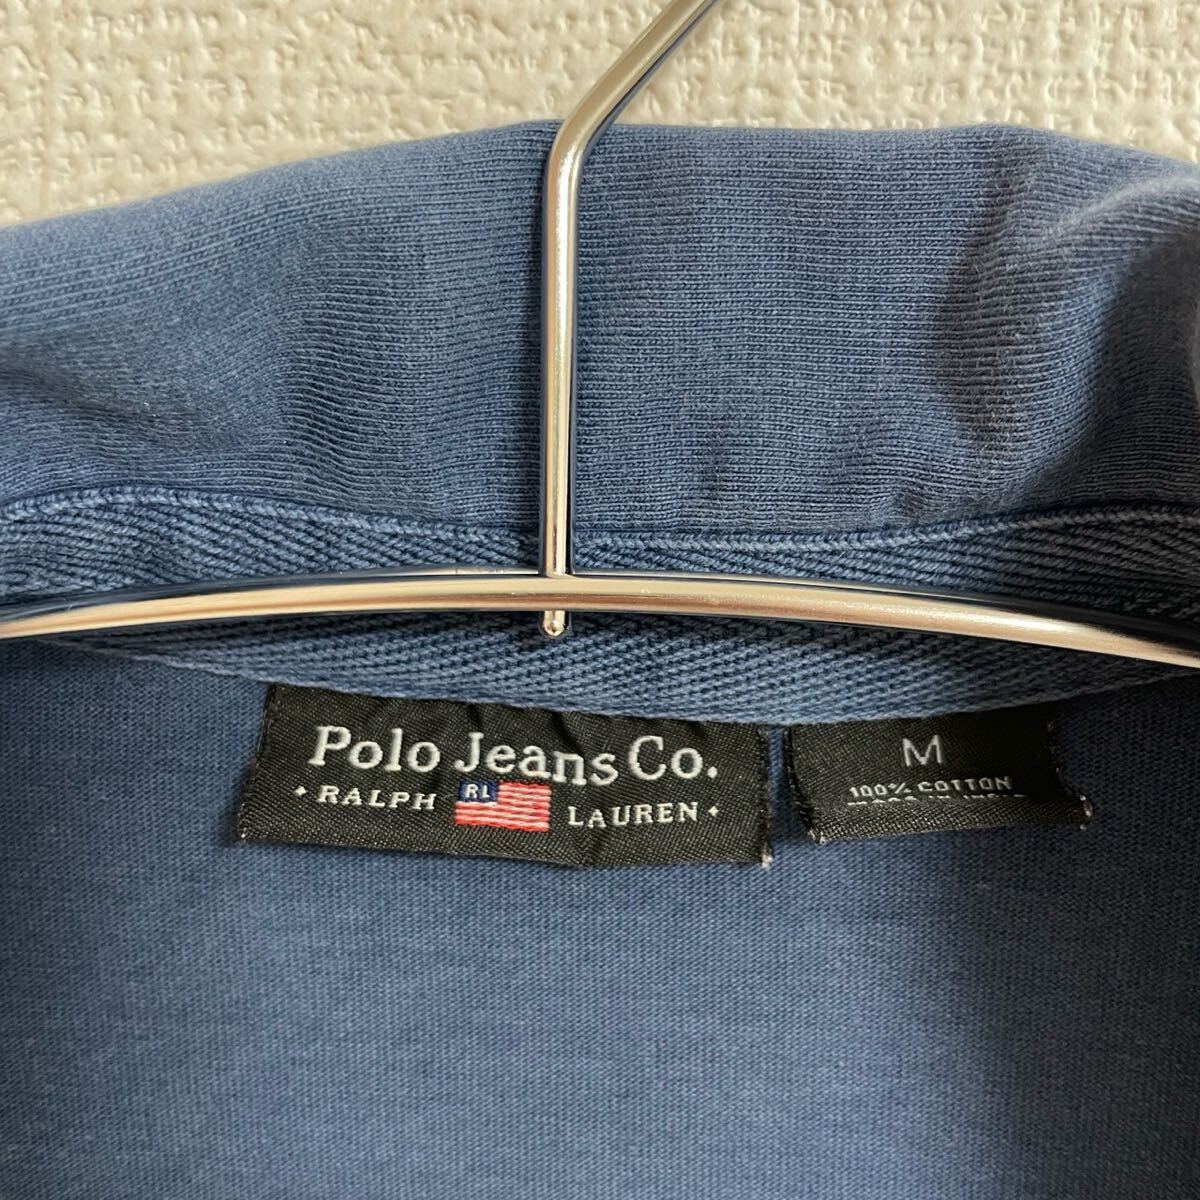 Polo Jeans Co.
• RALPH RL LAUREN •
M
100% COTTON